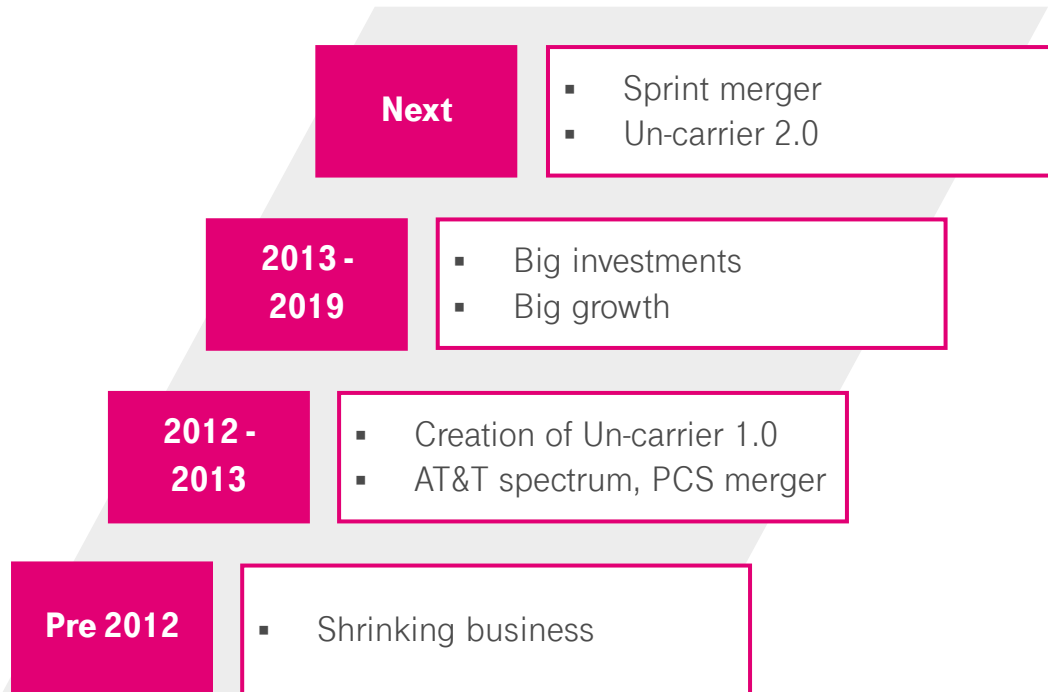 Next
▪ Sprint merger
▪ Un-carrier 2.0
2013 -
2019
▪ Big investments
▪ Big growth
2012 -
2013
▪ Creation of Un-carrier 1.0
▪ AT&T spectrum, PCS merger
Pre 2012
▪ Shrinking business